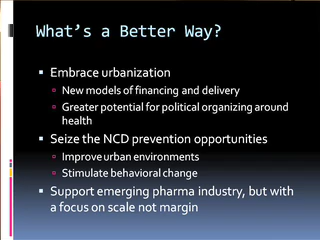 What's a Better Way?
Embrace urbanization
New models of financing and delivery
Greater potential for political organizing around
health
Seize the NCD prevention opportunities
Improve urban environments
Stimulate behavioral change
Support emerging pharma industry, but with
a focus on scale not margin